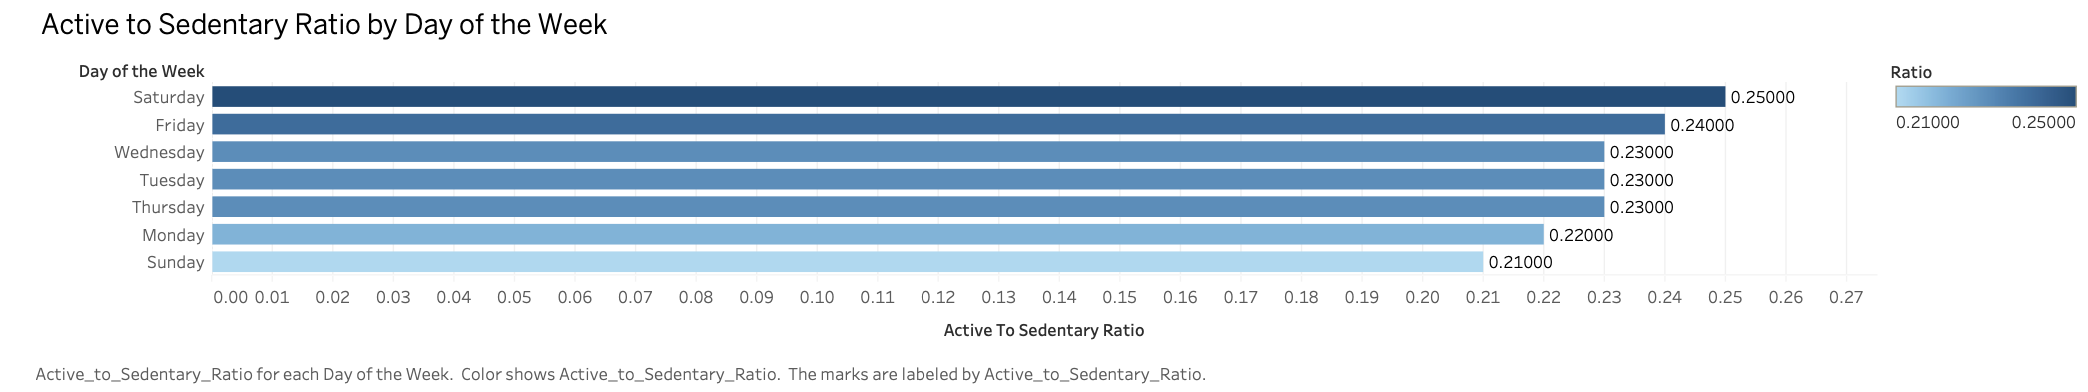 Active to Sedentary Ratio by Day of the Week
Day of the Week
Saturday 0.25000
Friday 0.24000
Wednesday 0.23000
Tuesday 0.23000
Thursday 0.23000
Monday 0.22000
Sunday 0.21000
0.00 0.01 0.02 0.03 0.04 0.05 0.06 0.07 0.08 0.09 0.10 0.11 0.12 0.13 0.14 0.15 0.16 0.17 0.18 0.19 0.20 0.21 0.22 0.23 0.24 0.25 0.26 0.27
Active To Sedentary Ratio
Ratio
0.21000 0.25000
Active_to_Sedentary_Ratio for each Day of the Week.  Color shows Active_to_Sedentary_Ratio.  The marks are labeled by Active_to_Sedentary_Ratio.